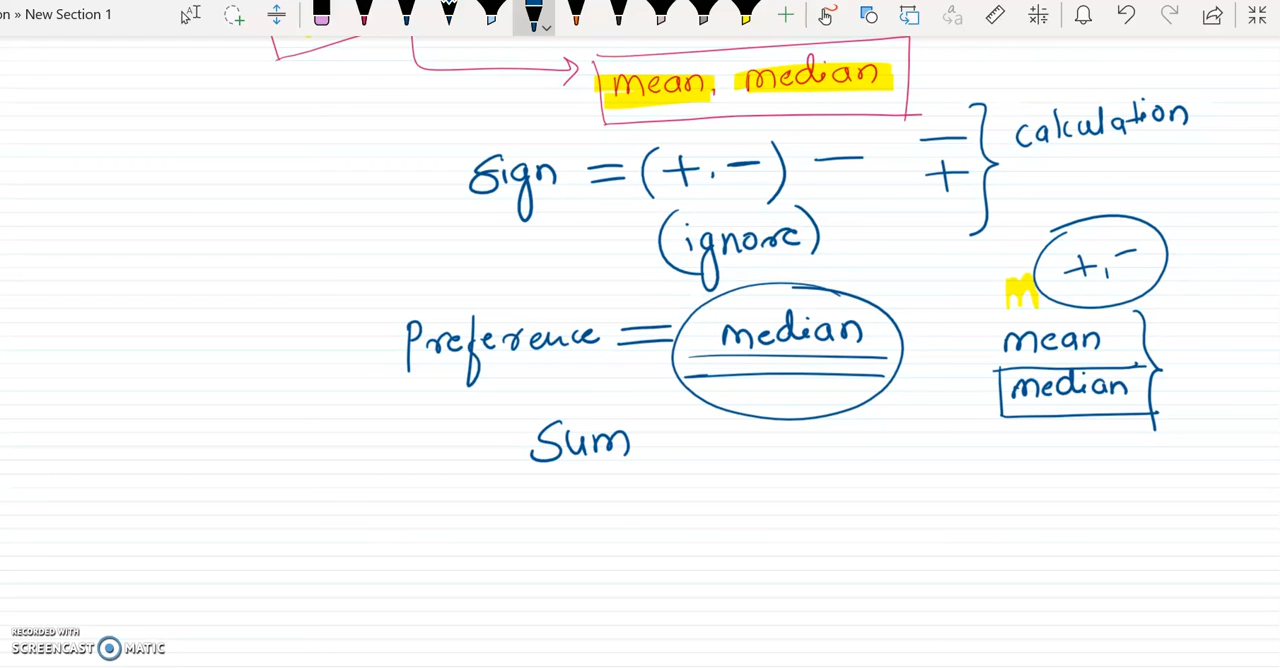 on » New Section 1
mean, median
Sign = (+, -) - - + } calculation
(ignore)
+, -
m
Preference = median
mean
median
Sum
RECORDED WITH
SCREENCAST MATIC